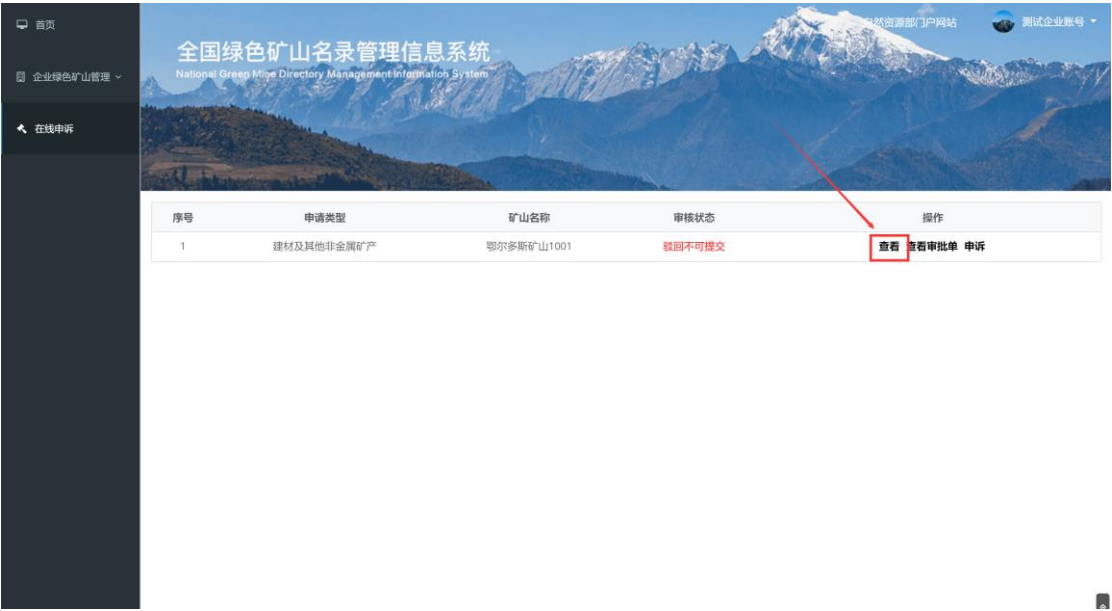 首页
企业绿色矿山管理
在线申诉
自然资源部门户网站 测试企业账号
全国绿色矿山名录管理信息系统
National Green Mine Directory Management Information System
序号 申请类型 矿山名称 审核状态 操作
1 建材及其他非金属矿产 鄂尔多斯矿山1001 驳回不可提交 查看 查看审批单 申诉